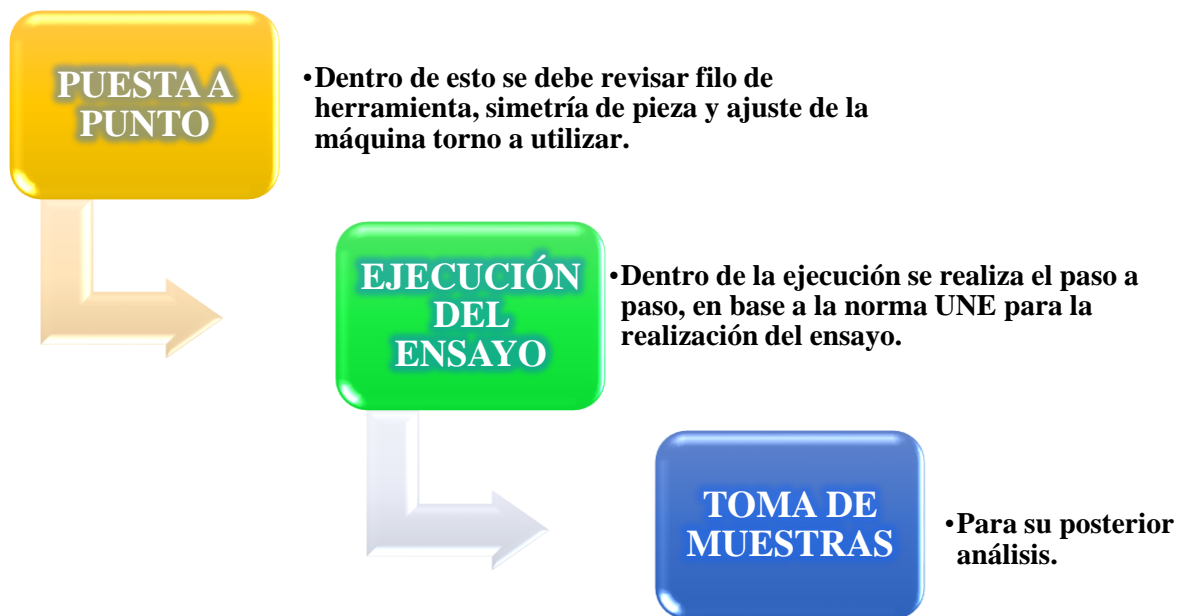 PUESTA A
PUNTO
•Dentro de esto se debe revisar filo de
herramienta, simetría de pieza y ajuste de la
máquina torno a utilizar.
EJECUCIÓN
DEL
ENSAYO
•Dentro de la ejecución se realiza el paso a
paso, en base a la norma UNE para la
realización del ensayo.
TOMA DE
MUESTRAS
•Para su posterior
análisis.